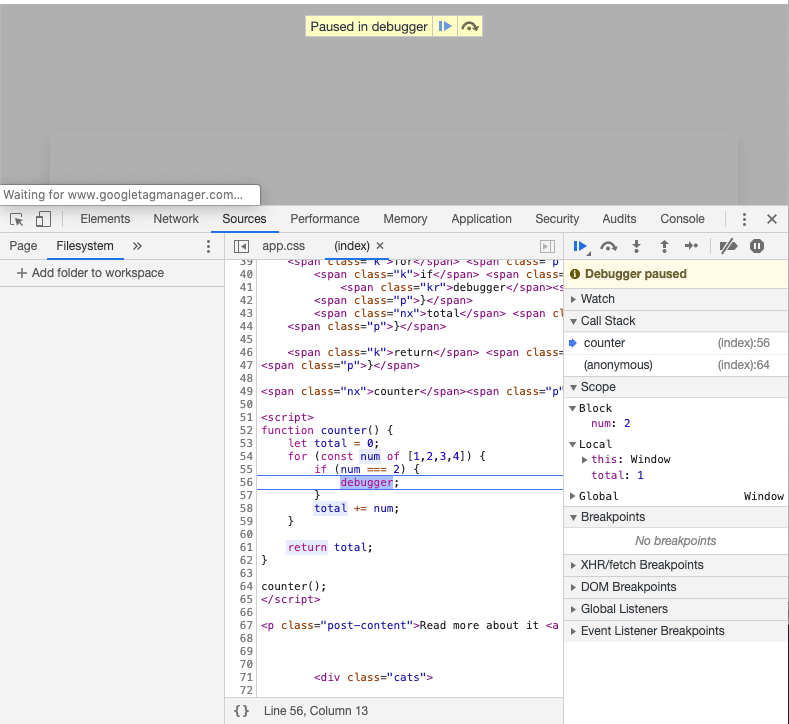 Paused in debugger
Waiting for www.googletagmanager.com...
Elements Network Sources Performance Memory Application Security Audits Console
Page Filesystem »
+ Add folder to workspace
app.css (index) ×
39 <span class="k">for</span> <span class="p
40 <span class="k">if</span> <span class=
41 <span class="kr">debugger</span><s
42 <span class="p">}</span>
43 <span class="nx">total</span> <span cl
44 <span class="p">}</span>
45
46 <span class="k">return</span> <span class=
47 <span class="p">}</span>
48
49 <span class="nx">counter</span><span class="p"
50
51 <script>
52 function counter() {
53 let total = 0;
54 for (const num of [1,2,3,4]) {
55 if (num === 2) {
56 debugger;
57 }
58 total += num;
59 }
60
61 return total;
62 }
63
64 counter();
65 </script>
66
67 <p class="post-content">Read more about it <a
68
69
70
71 <div class="cats">
72
{} Line 56, Column 13
Debugger paused
Watch
Call Stack
counter (index):56
(anonymous) (index):64
Scope
Block
num: 2
Local
this: Window
total: 1
Global Window
Breakpoints
No breakpoints
XHR/fetch Breakpoints
DOM Breakpoints
Global Listeners
Event Listener Breakpoints